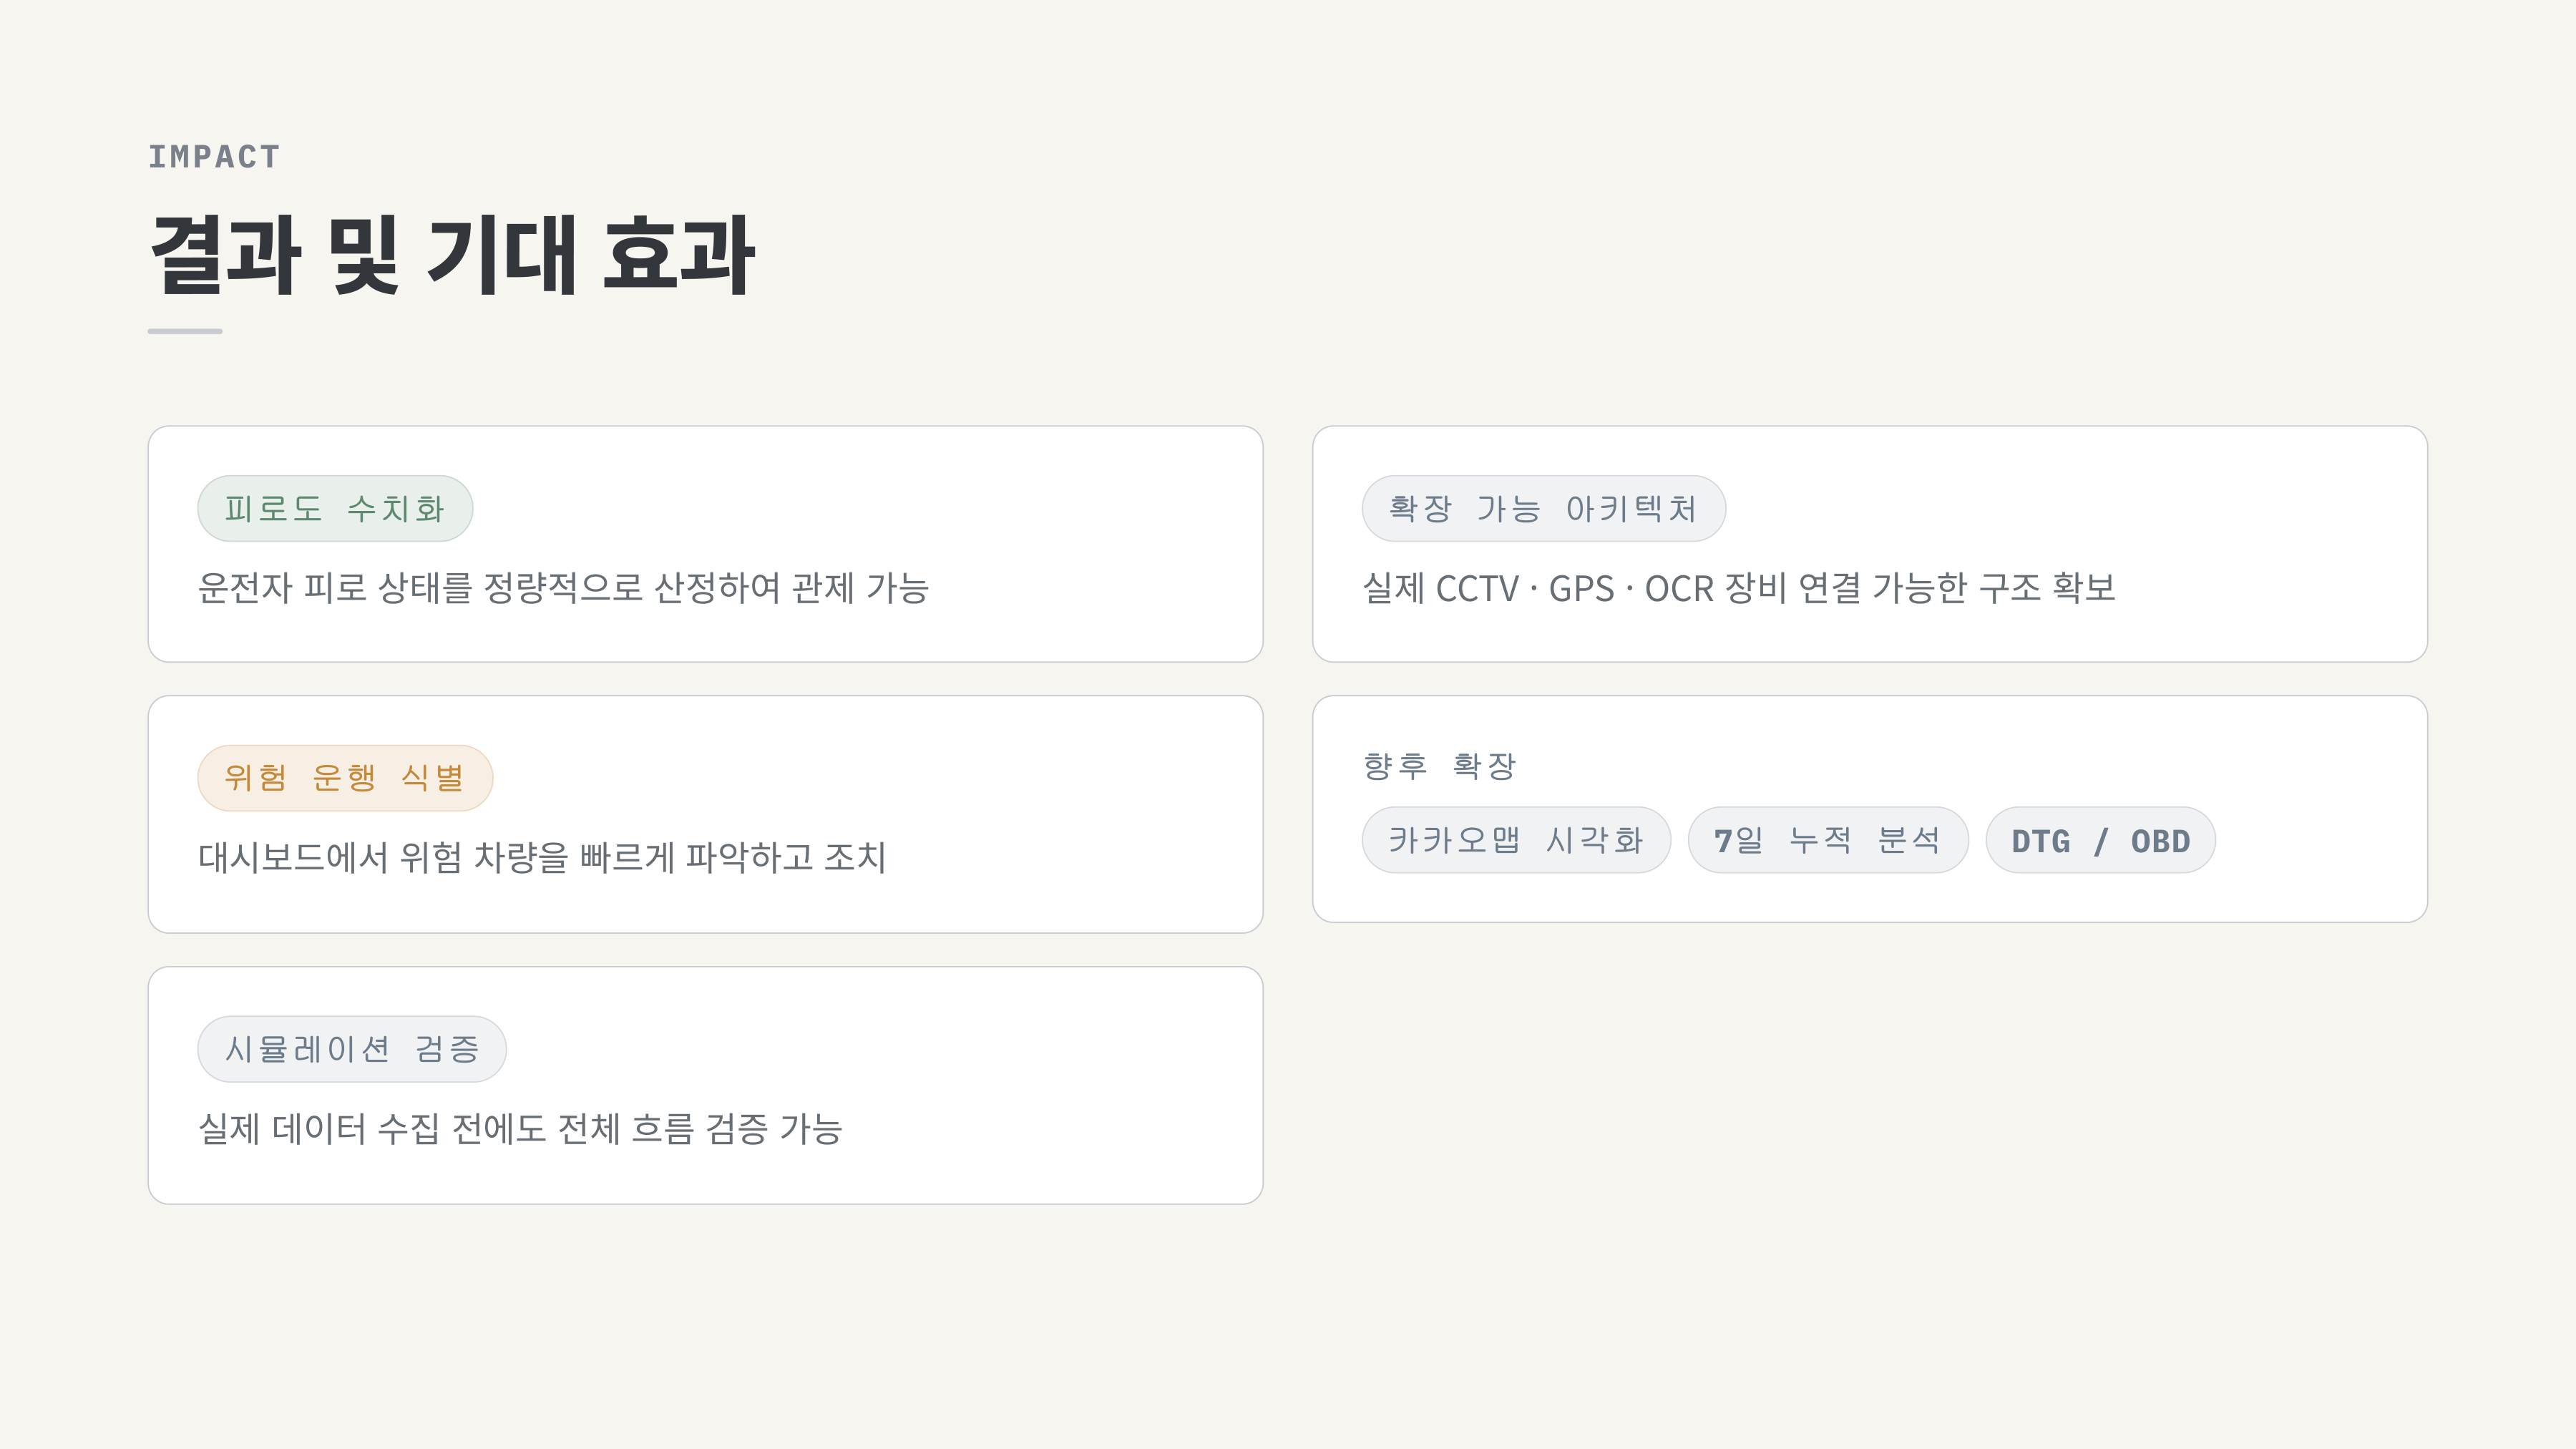 IMPACT
결과 및 기대 효과
피로도 수치화
운전자 피로 상태를 정량적으로 산정하여 관제 가능
위험 운행 식별
대시보드에서 위험 차량을 빠르게 파악하고 조치
시뮬레이션 검증
실제 데이터 수집 전에도 전체 흐름 검증 가능
확장 가능 아키텍처
실제 CCTV · GPS · OCR 장비 연결 가능한 구조 확보
향후 확장
카카오맵 시각화 7일 누적 분석 DTG / OBD